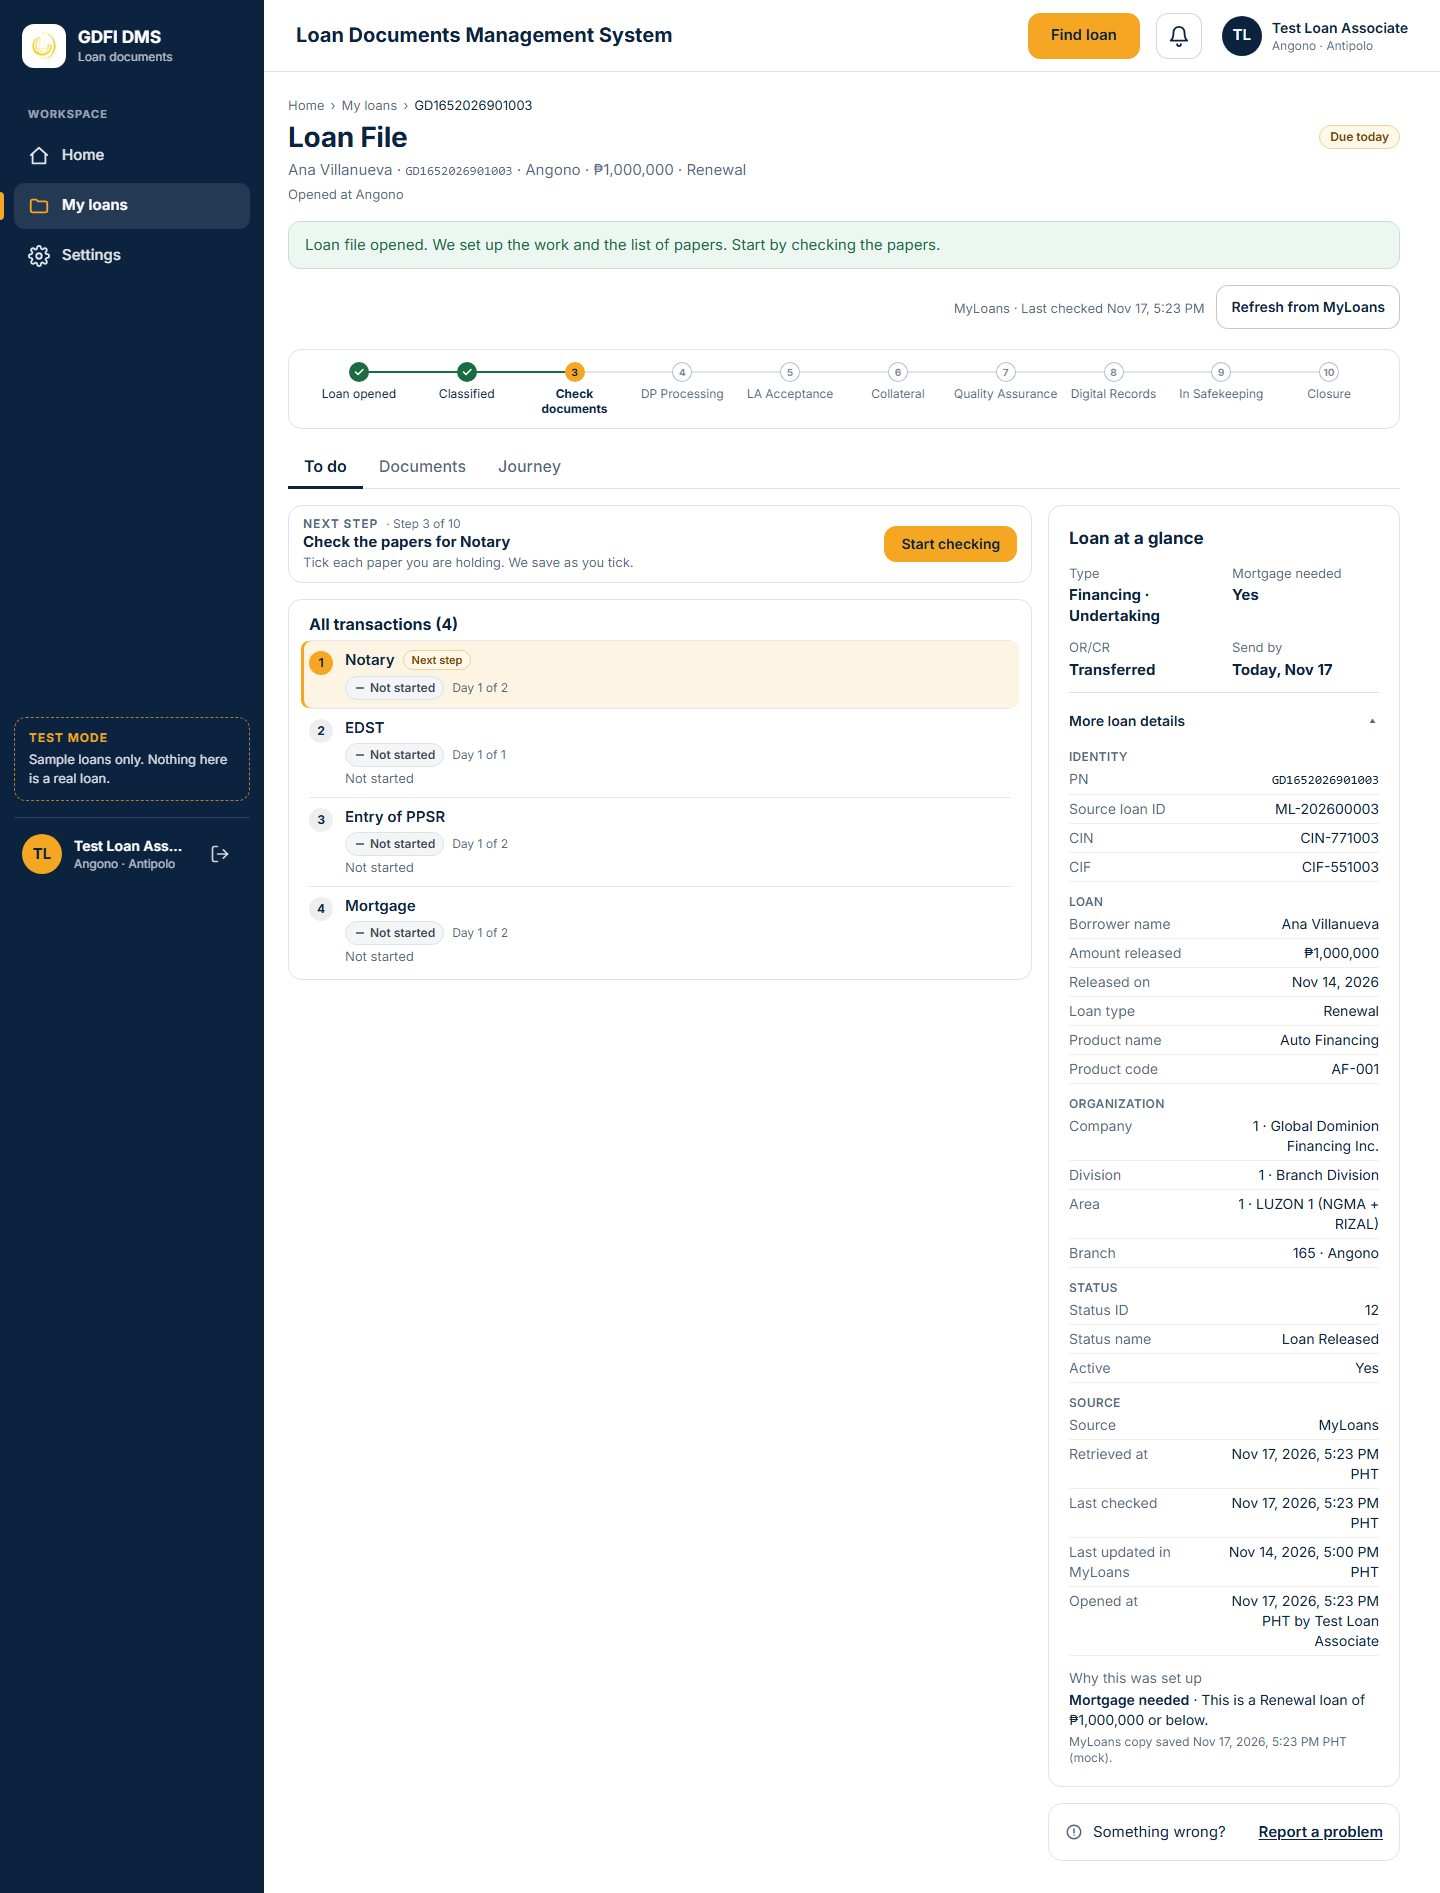 GDFI DMS
Loan documents
WORKSPACE
Home
My loans
Settings
TEST MODE
Sample loans only. Nothing here
is a real loan.
TL
Test Loan Ass...
Angono · Antipolo
Loan Documents Management System
Find loan
TL
Test Loan Associate
Angono · Antipolo
Home › My loans › GD1652026901003
Loan File
Due today
Ana Villanueva · GD1652026901003 · Angono · ₱1,000,000 · Renewal
Opened at Angono
Loan file opened. We set up the work and the list of papers. Start by checking the papers.
MyLoans · Last checked Nov 17, 5:23 PM
Refresh from MyLoans
Loan opened
Classified
3
Check
documents
4
DP Processing
5
LA Acceptance
6
Collateral
7
Quality Assurance
8
Digital Records
9
In Safekeeping
10
Closure
To do
Documents
Journey
NEXT STEP · Step 3 of 10
Check the papers for Notary
Tick each paper you are holding. We save as you tick.
Start checking
All transactions (4)
1
Notary
Next step
– Not started
Day 1 of 2
2
EDST
– Not started
Day 1 of 1
Not started
3
Entry of PPSR
– Not started
Day 1 of 2
Not started
4
Mortgage
– Not started
Day 1 of 2
Not started
Loan at a glance
Type
Financing ·
Undertaking
Mortgage needed
Yes
OR/CR
Transferred
Send by
Today, Nov 17
More loan details
IDENTITY
PN GD1652026901003
Source loan ID ML-202600003
CIN CIN-771003
CIF CIF-551003
LOAN
Borrower name Ana Villanueva
Amount released ₱1,000,000
Released on Nov 14, 2026
Loan type Renewal
Product name Auto Financing
Product code AF-001
ORGANIZATION
Company 1 · Global Dominion
Financing Inc.
Division 1 · Branch Division
Area 1 · LUZON 1 (NGMA +
RIZAL)
Branch 165 · Angono
STATUS
Status ID 12
Status name Loan Released
Active Yes
SOURCE
Source MyLoans
Retrieved at Nov 17, 2026, 5:23 PM
PHT
Last checked Nov 17, 2026, 5:23 PM
PHT
Last updated in Nov 14, 2026, 5:00 PM
MyLoans PHT
Opened at Nov 17, 2026, 5:23 PM
PHT by Test Loan
Associate
Why this was set up
Mortgage needed · This is a Renewal loan of
₱1,000,000 or below.
MyLoans copy saved Nov 17, 2026, 5:23 PM PHT
(mock).
Something wrong?
Report a problem